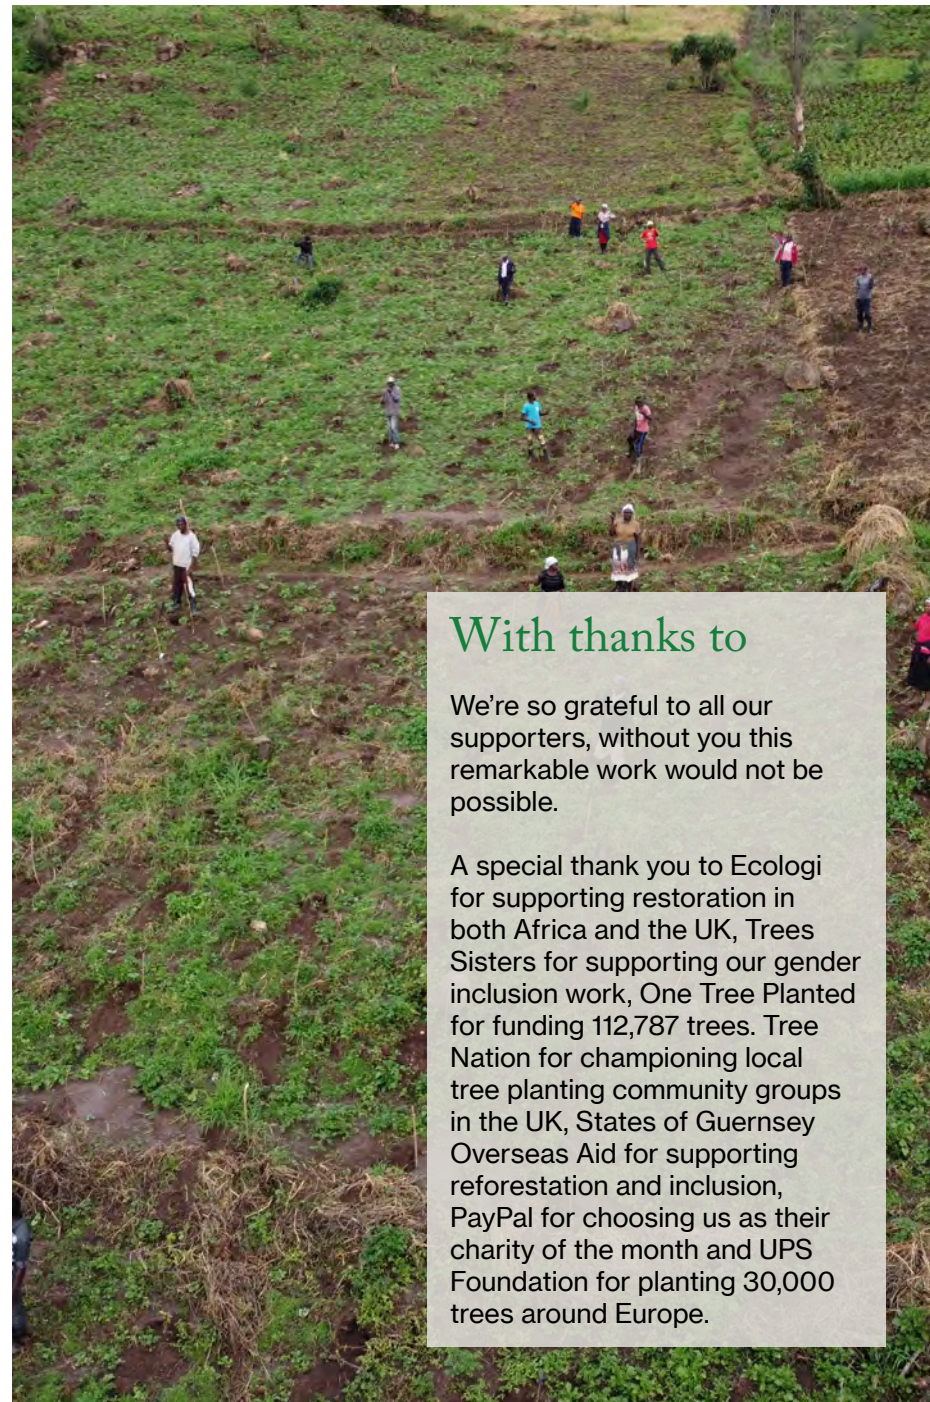 With thanks to
We’re so grateful to all our
supporters, without you this
remarkable work would not be
possible.
A special thank you to Ecologi
for supporting restoration in
both Africa and the UK, Trees
Sisters for supporting our gender
inclusion work, One Tree Planted
for funding 112,787 trees. Tree
Nation for championing local
tree planting community groups
in the UK, States of Guernsey
Overseas Aid for supporting
reforestation and inclusion,
PayPal for choosing us as their
charity of the month and UPS
Foundation for planting 30,000
trees around Europe.